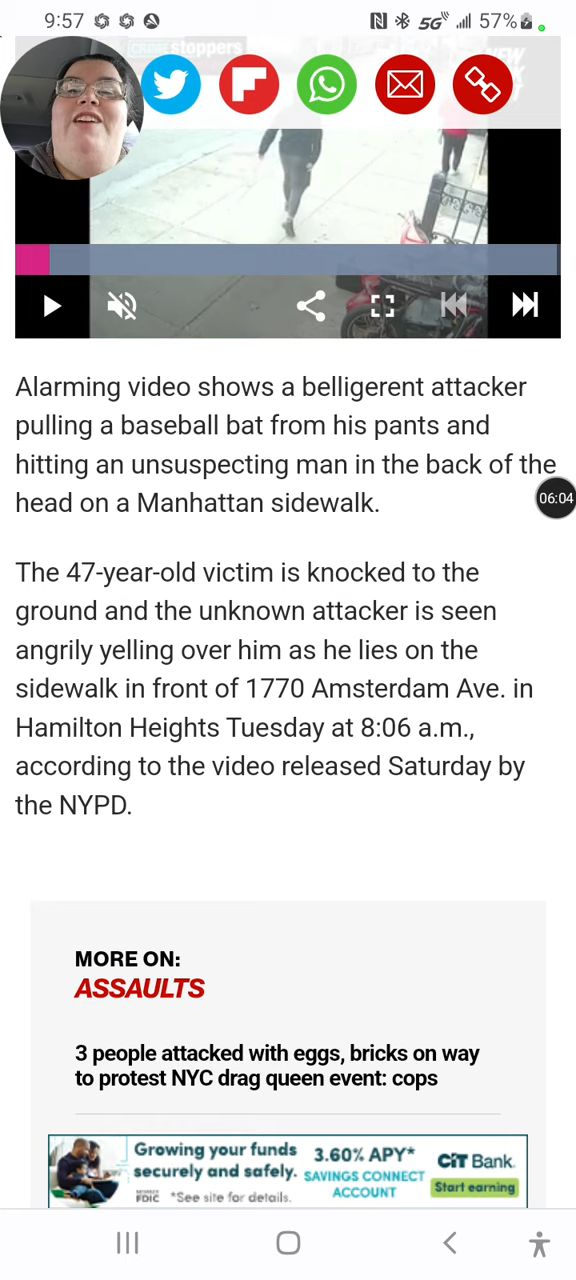 9:57
5G
57%
stoppers
06:04
Alarming video shows a belligerent attacker
pulling a baseball bat from his pants and
hitting an unsuspecting man in the back of the
head on a Manhattan sidewalk.
The 47-year-old victim is knocked to the
ground and the unknown attacker is seen
angrily yelling over him as he lies on the
sidewalk in front of 1770 Amsterdam Ave. in
Hamilton Heights Tuesday at 8:06 a.m.,
according to the video released Saturday by
the NYPD.
MORE ON:
ASSAULTS
3 people attacked with eggs, bricks on way
to protest NYC drag queen event: cops
Growing your funds
securely and safely.
MEMBER
FDIC
*See site for details.
3.60% APY*
SAVINGS CONNECT
ACCOUNT
CiT Bank.
Start earning